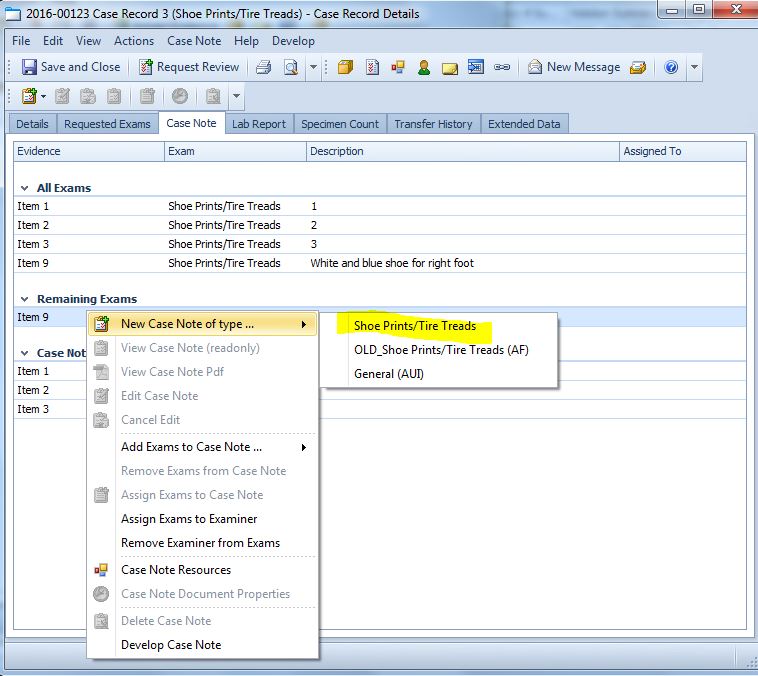 2016-00123 Case Record 3 (Shoe Prints/Tire Treads) - Case Record Details
File Edit View Actions Case Note Help Develop
Save and Close Request Review New Message
Details Requested Exams Case Note Lab Report Specimen Count Transfer History Extended Data
Evidence Exam Description Assigned To
All Exams
Item 1 Shoe Prints/Tire Treads 1
Item 2 Shoe Prints/Tire Treads 2
Item 3 Shoe Prints/Tire Treads 3
Item 9 Shoe Prints/Tire Treads White and blue shoe for right foot
Remaining Exams
Item 9
Case Not
Item 1
Item 2
Item 3
New Case Note of type ...
View Case Note (readonly)
View Case Note Pdf
Edit Case Note
Cancel Edit
Add Exams to Case Note ...
Remove Exams from Case Note
Assign Exams to Case Note
Assign Exams to Examiner
Remove Examiner from Exams
Case Note Resources
Case Note Document Properties
Delete Case Note
Develop Case Note
Shoe Prints/Tire Treads
OLD_Shoe Prints/Tire Treads (AF)
General (AUI)